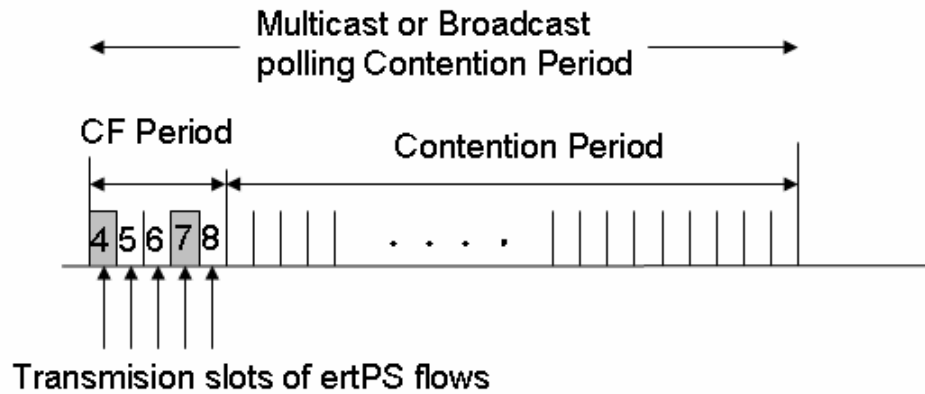 Multicast or Broadcast
polling Contention Period
CF Period
Contention Period
4 5 6 7 8
. . . .
Transmision slots of ertPS flows